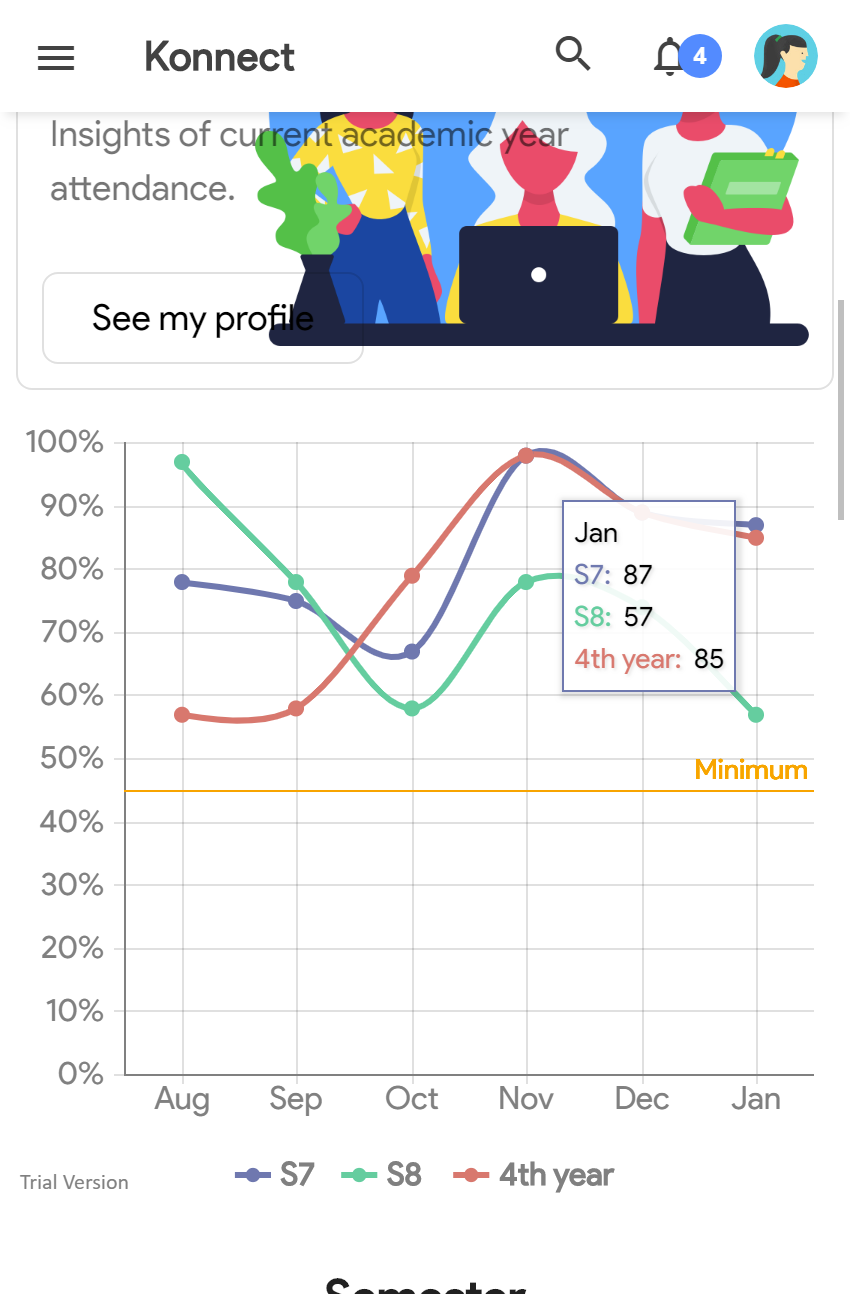 Konnect
4
Insights of current academic year
attendance.
See my profile
100%
90%
80%
70%
60%
50%
40%
30%
20%
10%
0%
Jan
S7: 87
S8: 57
4th year: 85
Minimum
Aug Sep Oct Nov Dec Jan
S7 S8 4th year
Trial Version
Semester